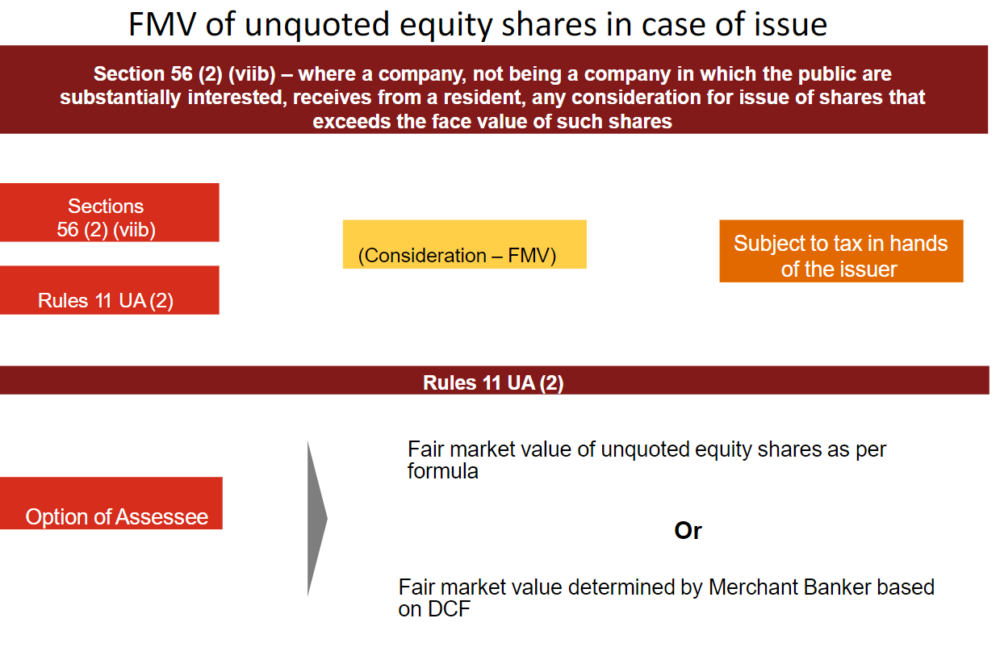 FMV of unquoted equity shares in case of issue
Section 56 (2) (viib) – where a company, not being a company in which the public are
substantially interested, receives from a resident, any consideration for issue of shares that
exceeds the face value of such shares
Sections
56 (2) (viib)
(Consideration – FMV)
Subject to tax in hands
of the issuer
Rules 11 UA (2)
Rules 11 UA (2)
Fair market value of unquoted equity shares as per
formula
Option of Assessee
Or
Fair market value determined by Merchant Banker based
on DCF